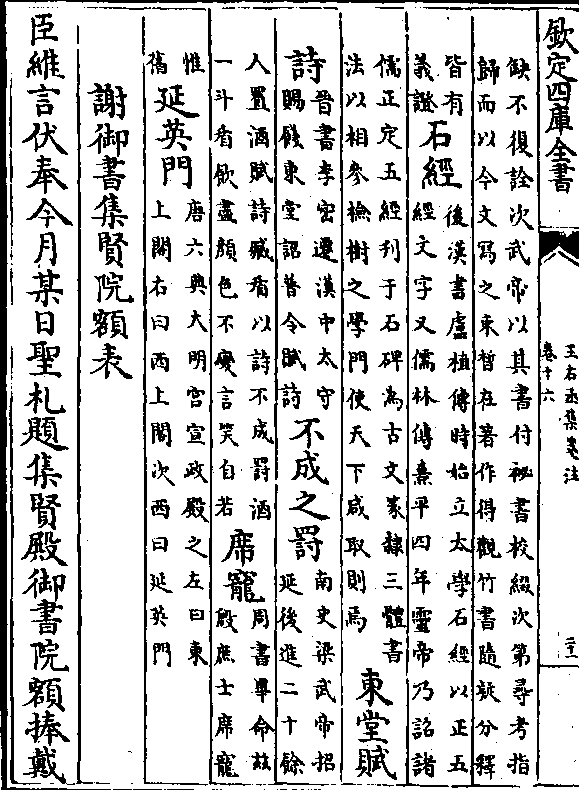 欽定四庫全書
王右丞集箋注
卷十六
缺不復詮次武帝以其書付祕書校綴次第尋考指
歸而以今文寫之束晳在著作得觀竹書隨疑分釋
皆有
義證
石經
後漢書盧植傳時始立太學石經以正五
經文字又儒林傳熹平四年靈帝乃詔諸
儒正定五經刋于石碑為古文篆隸三體書
法以相參檢樹之學門使天下咸取則焉
東堂賦
詩
晉書李密遷漢中太守
賜餞東堂詔普令賦詩
不成之罰
南史梁武帝招
延後進二十餘
人置酒賦詩臧盾以詩不成罰酒
一斗盾飲盡顔色不變言笑自若
席寵
周書畢命茲
殷庶士席寵
惟
舊
延英門
唐六典大明宫宣政殿之左曰東
上閤右曰西上閤次西曰延英門
謝御書集賢院額表
臣維言伏奉今月某日聖札題集賢殿御書院額捧戴